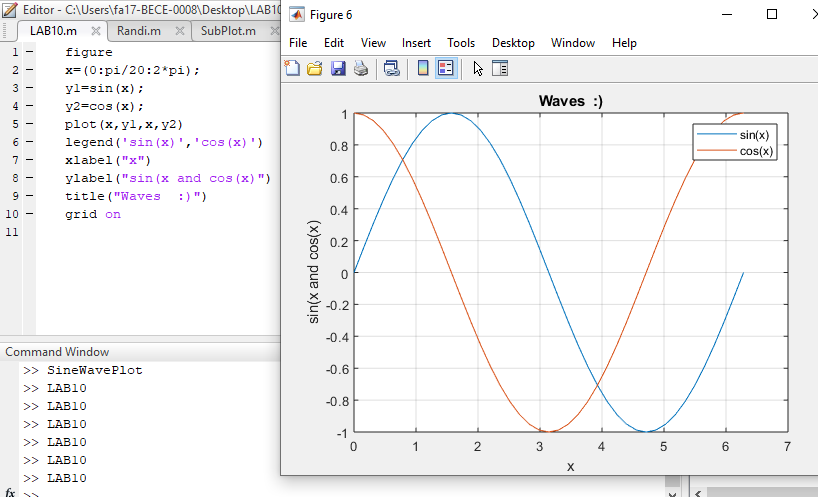 Editor - C:\Users\fa17-BECE-0008\Desktop\LAB10
LAB10.m
Randi.m
SubPlot.m
1 figure
2 x=(0:pi/20:2*pi);
3 y1=sin(x);
4 y2=cos(x);
5 plot(x,y1,x,y2)
6 legend('sin(x)','cos(x)')
7 xlabel("x")
8 ylabel("sin(x and cos(x)")
9 title("Waves  :)")
10 grid on
11
Command Window
>> SineWavePlot
>> LAB10
>> LAB10
>> LAB10
>> LAB10
>> LAB10
>> LAB10
fx >>
Figure 6
File Edit View Insert Tools Desktop Window Help
Waves  :)
sin(x)
cos(x)
1
0.8
0.6
0.4
0.2
0
-0.2
-0.4
-0.6
-0.8
-1
sin(x and cos(x)
0 1 2 3 4 5 6 7
x